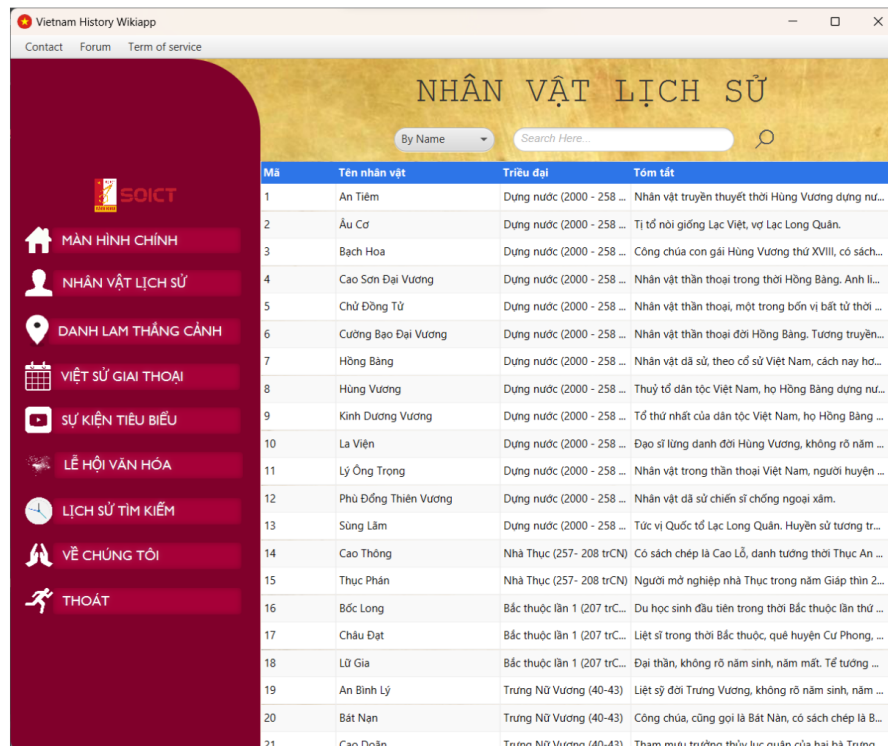 Vietnam History Wikiapp
Contact Forum Term of service
NHÂN VẬT LỊCH SỬ
By Name Search Here...
SOICT
MÀN HÌNH CHÍNH
NHÂN VẬT LỊCH SỬ
DANH LAM THẮNG CẢNH
VIỆT SỬ GIAI THOẠI
SỰ KIỆN TIÊU BIỂU
LỄ HỘI VĂN HÓA
LỊCH SỬ TÌM KIẾM
VỀ CHÚNG TÔI
THOÁT
Mã Tên nhân vật Triều đại Tóm tắt
1 An Tiêm Dựng nước (2000 - 258 ... Nhân vật truyền thuyết thời Hùng Vương dựng nư...
2 Âu Cơ Dựng nước (2000 - 258 ... Tị tổ nòi giống Lạc Việt, vợ Lạc Long Quân.
3 Bạch Hoa Dựng nước (2000 - 258 ... Công chúa con gái Hùng Vương thứ XVIII, có sách...
4 Cao Sơn Đại Vương Dựng nước (2000 - 258 ... Nhân vật thần thoại trong thời Hồng Bàng. Anh li...
5 Chử Đồng Tử Dựng nước (2000 - 258 ... Nhân vật thần thoại, một trong bốn vị bất tử thời ...
6 Cường Bạo Đại Vương Dựng nước (2000 - 258 ... Nhân vật thần thoại đời Hồng Bàng. Tương truyền...
7 Hồng Bàng Dựng nước (2000 - 258 ... Nhân vật dã sử, theo cổ sử Việt Nam, cách nay hơ...
8 Hùng Vương Dựng nước (2000 - 258 ... Thuỷ tổ dân tộc Việt Nam, họ Hồng Bàng dựng nư...
9 Kinh Dương Vương Dựng nước (2000 - 258 ... Tổ thứ nhất của dân tộc Việt Nam, họ Hồng Bàng ...
10 La Viện Dựng nước (2000 - 258 ... Đạo sĩ lừng danh đời Hùng Vương, không rõ năm ...
11 Lý Ông Trọng Dựng nước (2000 - 258 ... Nhân vật trong thần thoại Việt Nam, người huyện ...
12 Phù Đổng Thiên Vương Dựng nước (2000 - 258 ... Nhân vật dã sử chiến sĩ chống ngoại xâm.
13 Sùng Lãm Dựng nước (2000 - 258 ... Tức vị Quốc tổ Lạc Long Quân. Huyền sử tương tr...
14 Cao Thông Nhà Thục (257- 208 trCN) Có sách chép là Cao Lỗ, danh tướng thời Thục An ...
15 Thục Phán Nhà Thục (257- 208 trCN) Người mở nghiệp nhà Thục trong năm Giáp thìn 2...
16 Bốc Long Bắc thuộc lần 1 (207 trC... Du học sinh đầu tiên trong thời Bắc thuộc lần thứ ...
17 Châu Đạt Bắc thuộc lần 1 (207 trC... Liệt sĩ trong thời Bắc thuộc, quê huyện Cư Phong, ...
18 Lữ Gia Bắc thuộc lần 1 (207 trC... Đại thần, không rõ năm sinh, năm mất. Tể tướng ...
19 An Bình Lý Trưng Nữ Vương (40-43) Liệt sỹ đời Trưng Vương, không rõ năm sinh, năm ...
20 Bát Nạn Trưng Nữ Vương (40-43) Công chúa, cũng gọi là Bát Nàn, có sách chép là B...
21 Cao Doãn Trưng Nữ Vương (40-43) Tham mưu trưởng thủy lục quân của hai bà Trưng